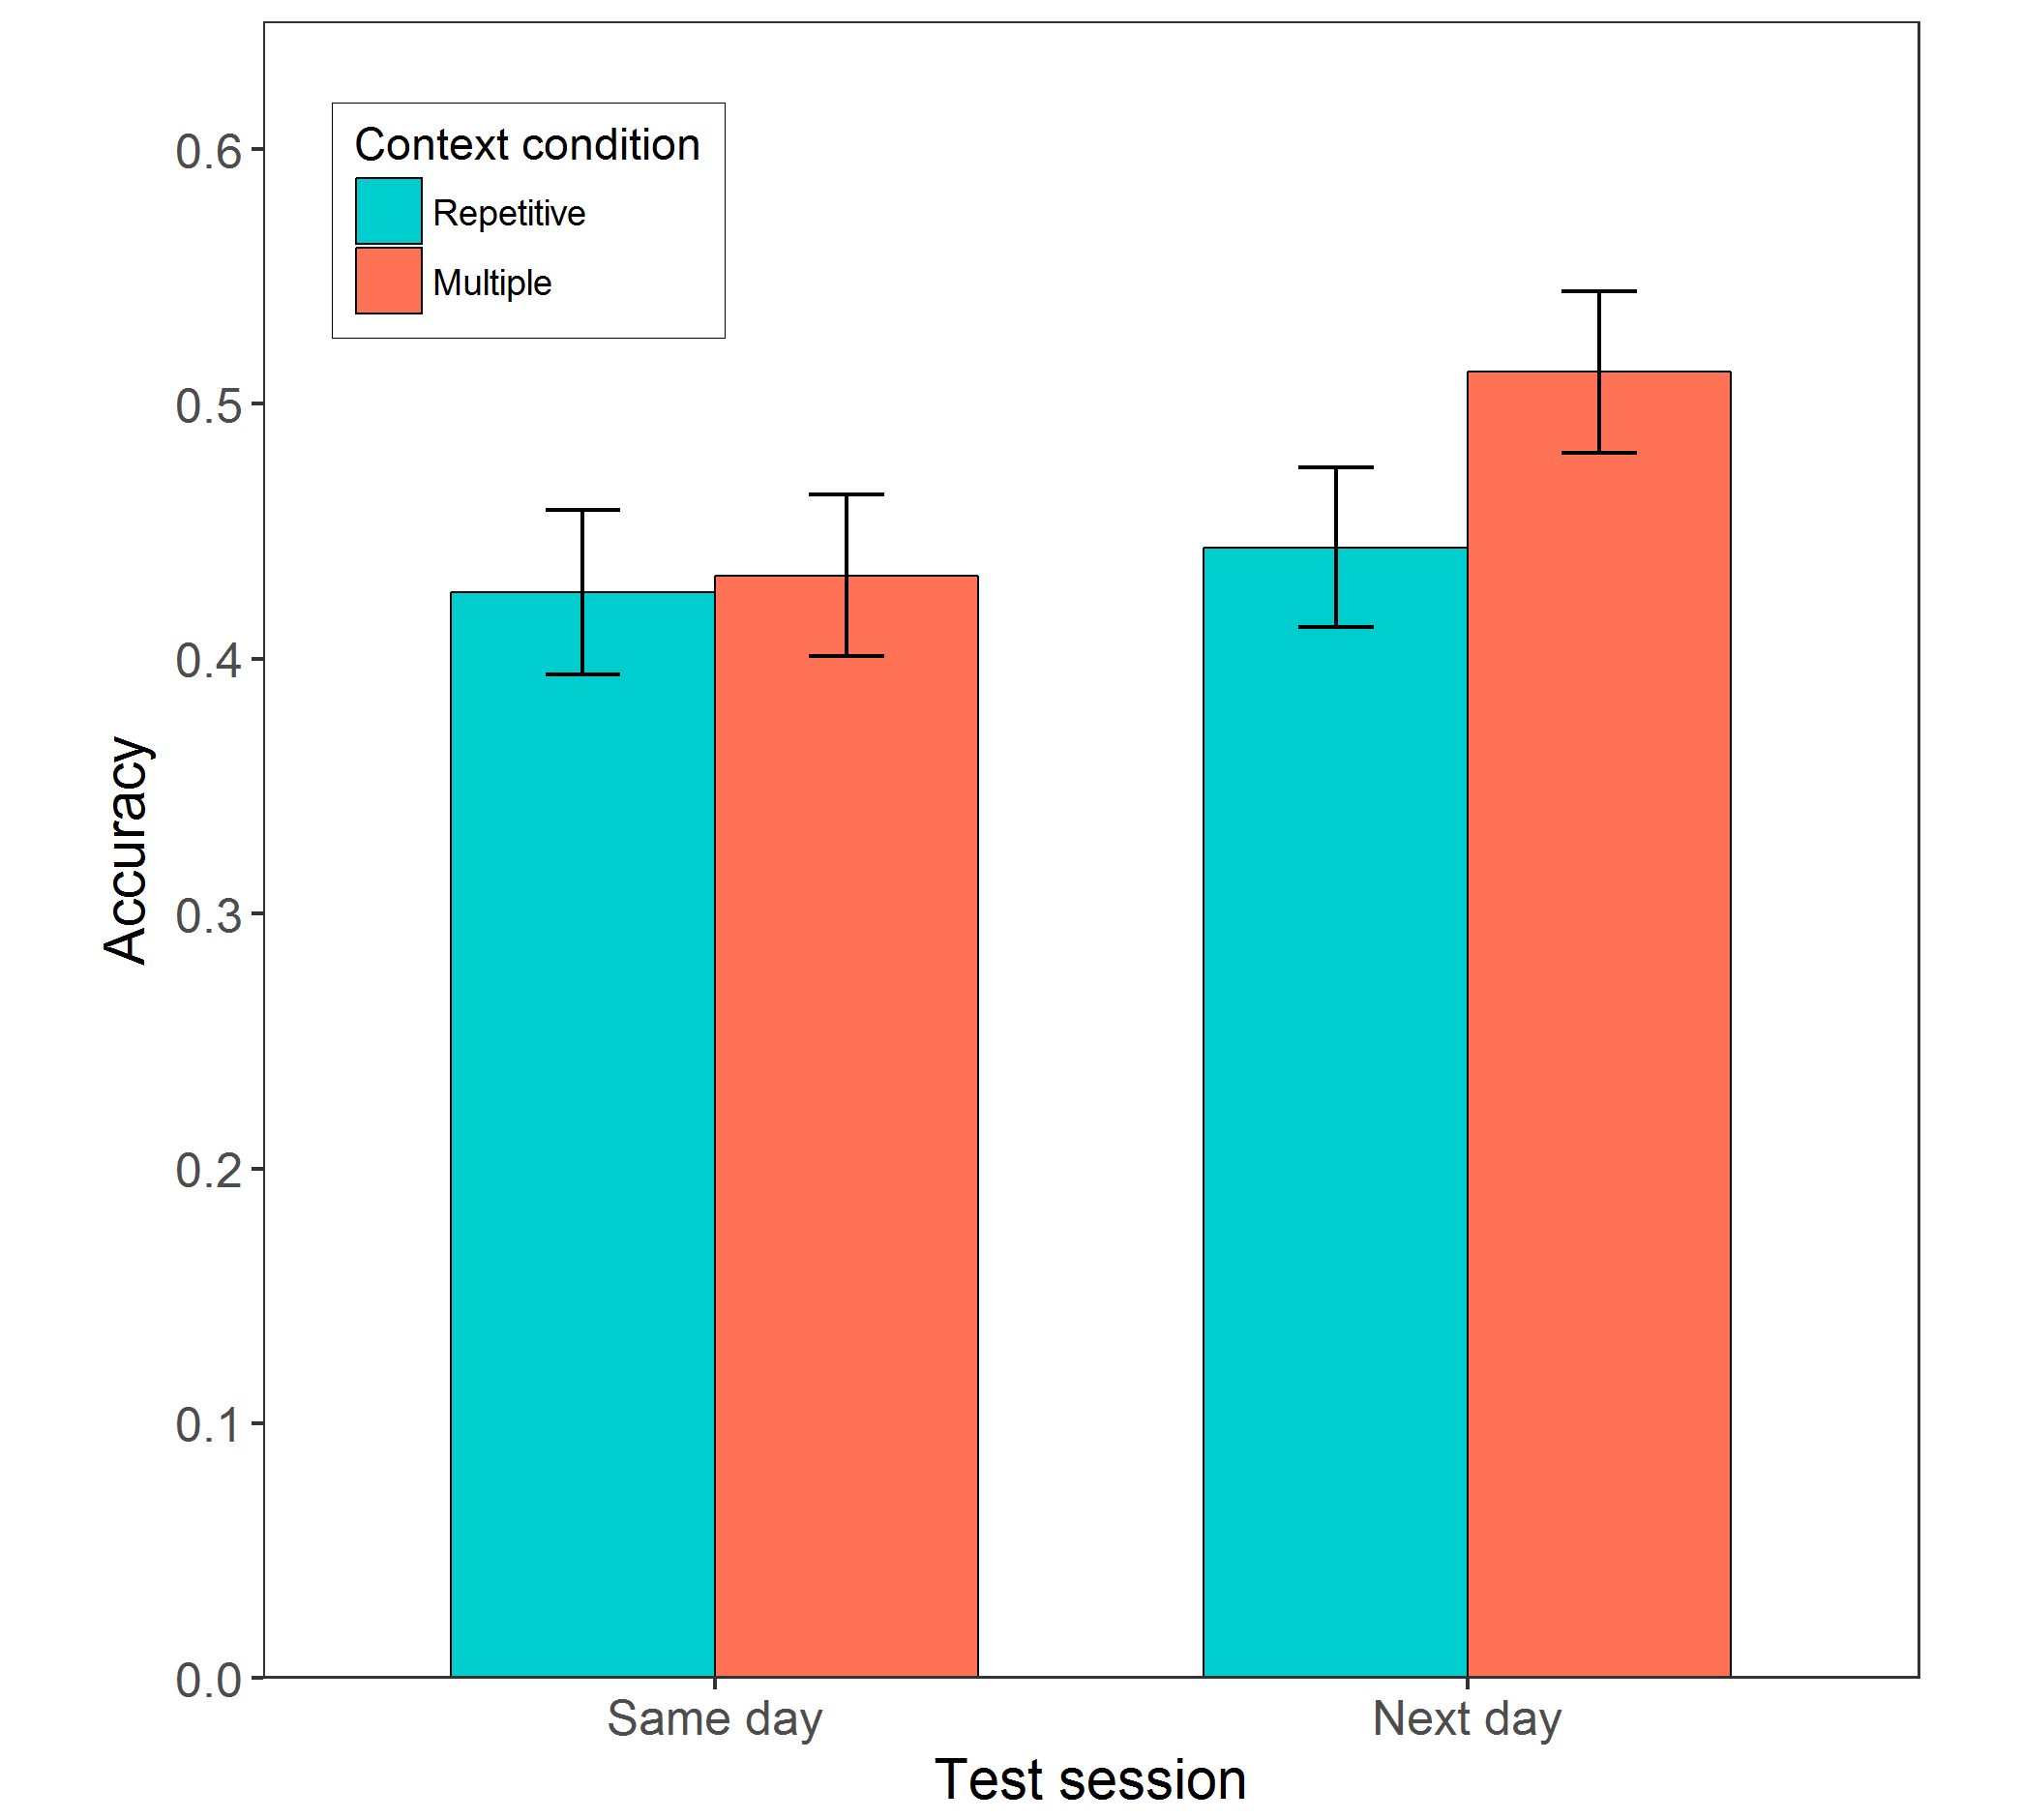 Context condition
Repetitive
Multiple
0.6
0.5
0.4
0.3
0.2
0.1
0.0
Accuracy
Same day
Next day
Test session